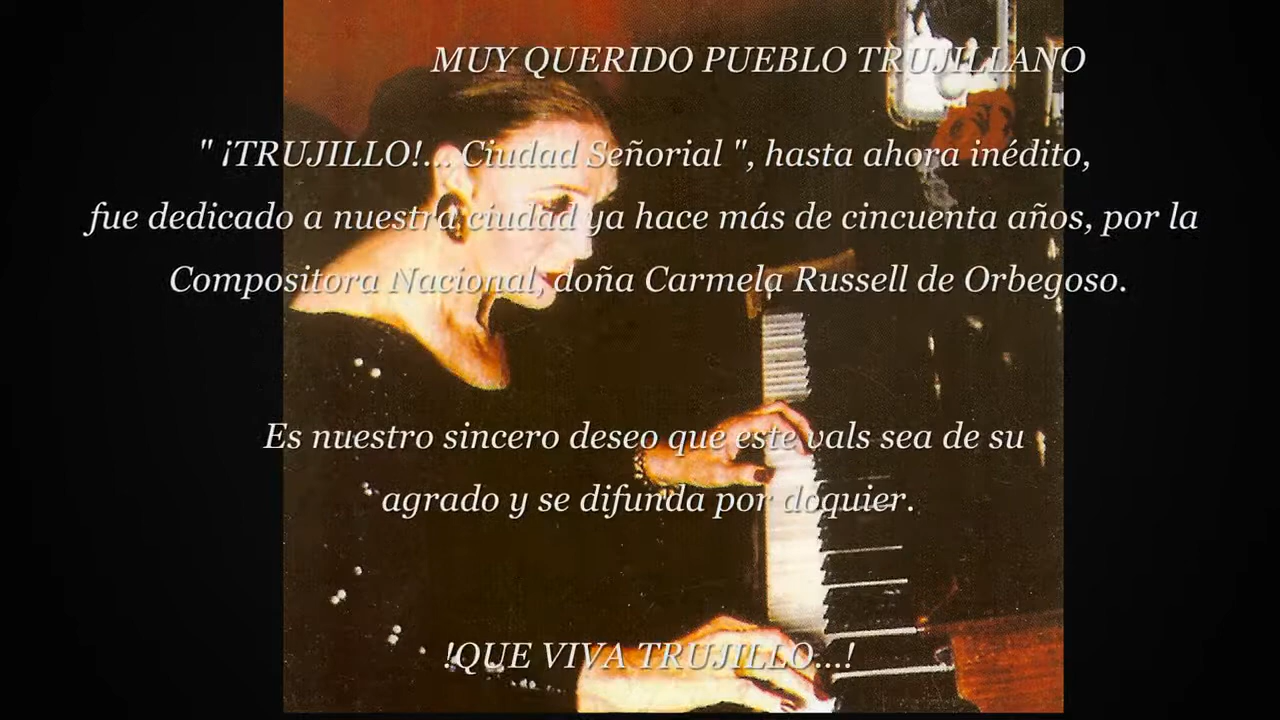 MUY QUERIDO PUEBLO TRUJILLANO
" ¡TRUJILLO!... Ciudad Señorial ", hasta ahora inédito,
fue dedicado a nuestra ciudad ya hace más de cincuenta años, por la
Compositora Nacional, doña Carmela Russell de Orbegoso.
Es nuestro sincero deseo que este vals sea de su
agrado y se difunda por doquier.
!QUE VIVA TRUJILLO...!